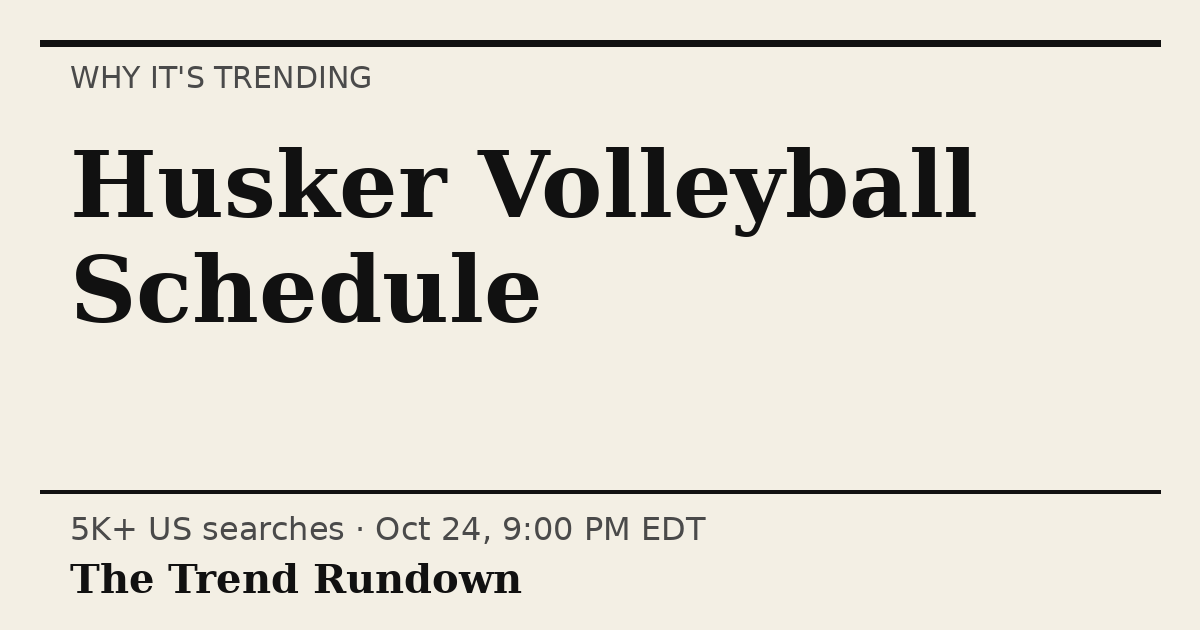 WHY IT'S TRENDING
Husker Volleyball
Schedule
5K+ US searches · Oct 24, 9:00 PM EDT
The Trend Rundown